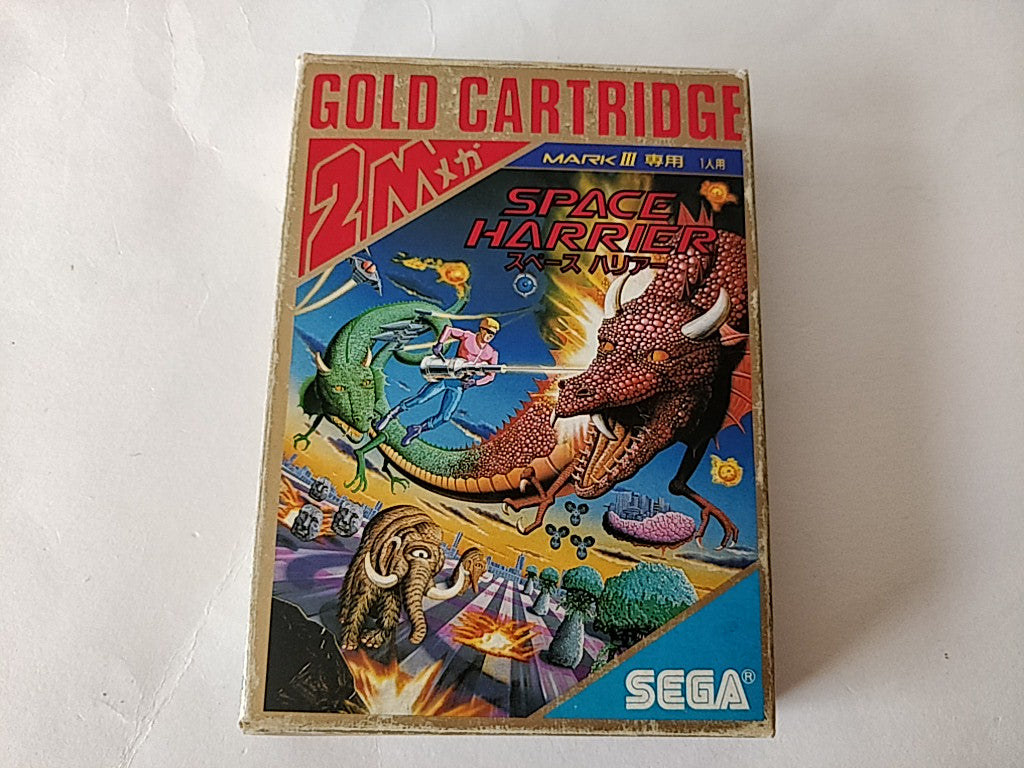 GOLD CARTRIDGE
2Mメガ
MARK III 専用 1人用
SPACE
HARRIER
スペース ハリアー
SEGA®